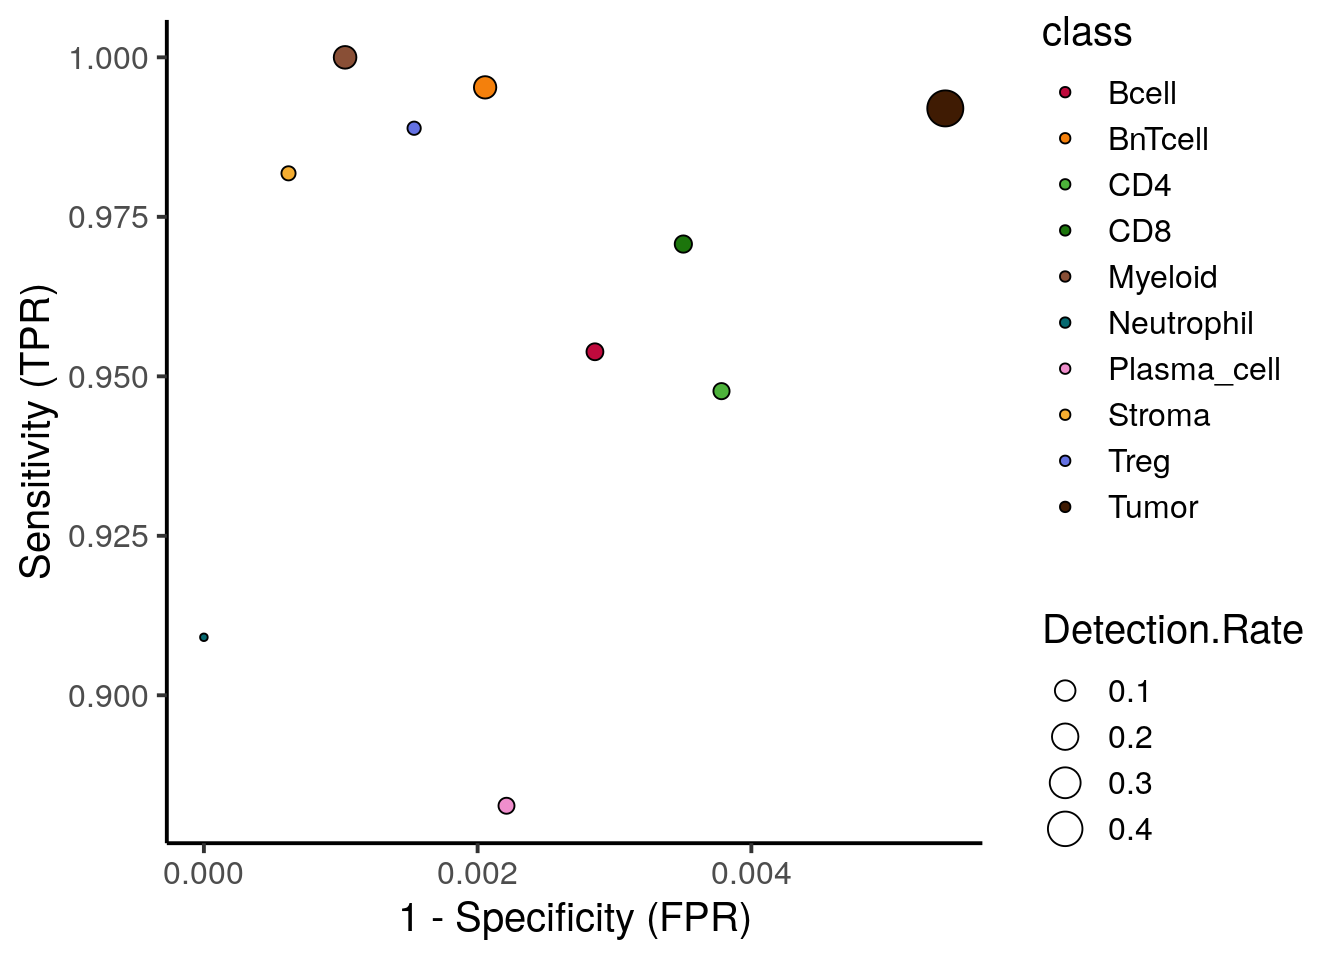 1.000
0.975
0.950
0.925
0.900
Sensitivity (TPR)
0.000
0.002
0.004
1 - Specificity (FPR)
class
Bcell
BnTcell
CD4
CD8
Myeloid
Neutrophil
Plasma_cell
Stroma
Treg
Tumor
Detection.Rate
0.1
0.2
0.3
0.4